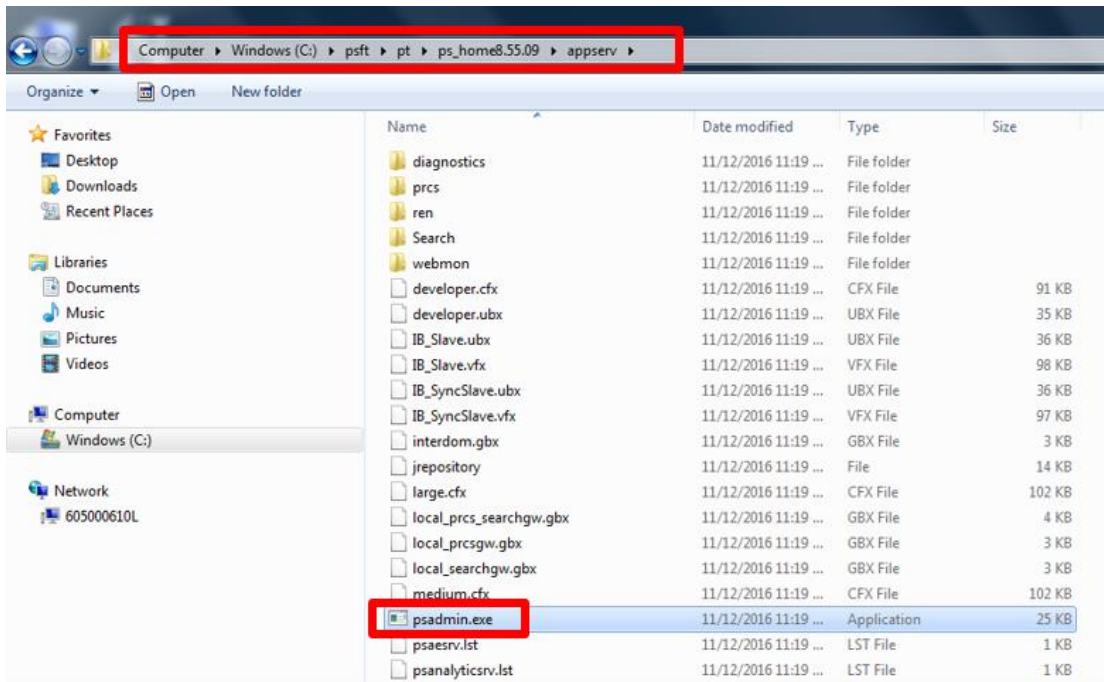 Computer ▸ Windows (C:) ▸ psft ▸ pt ▸ ps_home8.55.09 ▸ appserv ▸
Organize ▾ Open New folder
Name Date modified Type Size
Favorites
Desktop
Downloads
Recent Places
Libraries
Documents
Music
Pictures
Videos
Computer
Windows (C:)
Network
605000610L
diagnostics 11/12/2016 11:19 ... File folder
prcs 11/12/2016 11:19 ... File folder
ren 11/12/2016 11:19 ... File folder
Search 11/12/2016 11:19 ... File folder
webmon 11/12/2016 11:19 ... File folder
developer.cfx 11/12/2016 11:19 ... CFX File 91 KB
developer.ubx 11/12/2016 11:19 ... UBX File 35 KB
IB_Slave.ubx 11/12/2016 11:19 ... UBX File 36 KB
IB_Slave.vfx 11/12/2016 11:19 ... VFX File 98 KB
IB_SyncSlave.ubx 11/12/2016 11:19 ... UBX File 36 KB
IB_SyncSlave.vfx 11/12/2016 11:19 ... VFX File 97 KB
interdom.gbx 11/12/2016 11:19 ... GBX File 3 KB
jrepository 11/12/2016 11:19 ... File 14 KB
large.cfx 11/12/2016 11:19 ... CFX File 102 KB
local_prcs_searchgw.gbx 11/12/2016 11:19 ... GBX File 4 KB
local_prcsgw.gbx 11/12/2016 11:19 ... GBX File 3 KB
local_searchgw.gbx 11/12/2016 11:19 ... GBX File 3 KB
medium.cfx 11/12/2016 11:19 ... CFX File 102 KB
psadmin.exe 11/12/2016 11:19 ... Application 25 KB
psaesrv.lst 11/12/2016 11:19 ... LST File 1 KB
psanalyticsrv.lst 11/12/2016 11:19 ... LST File 1 KB